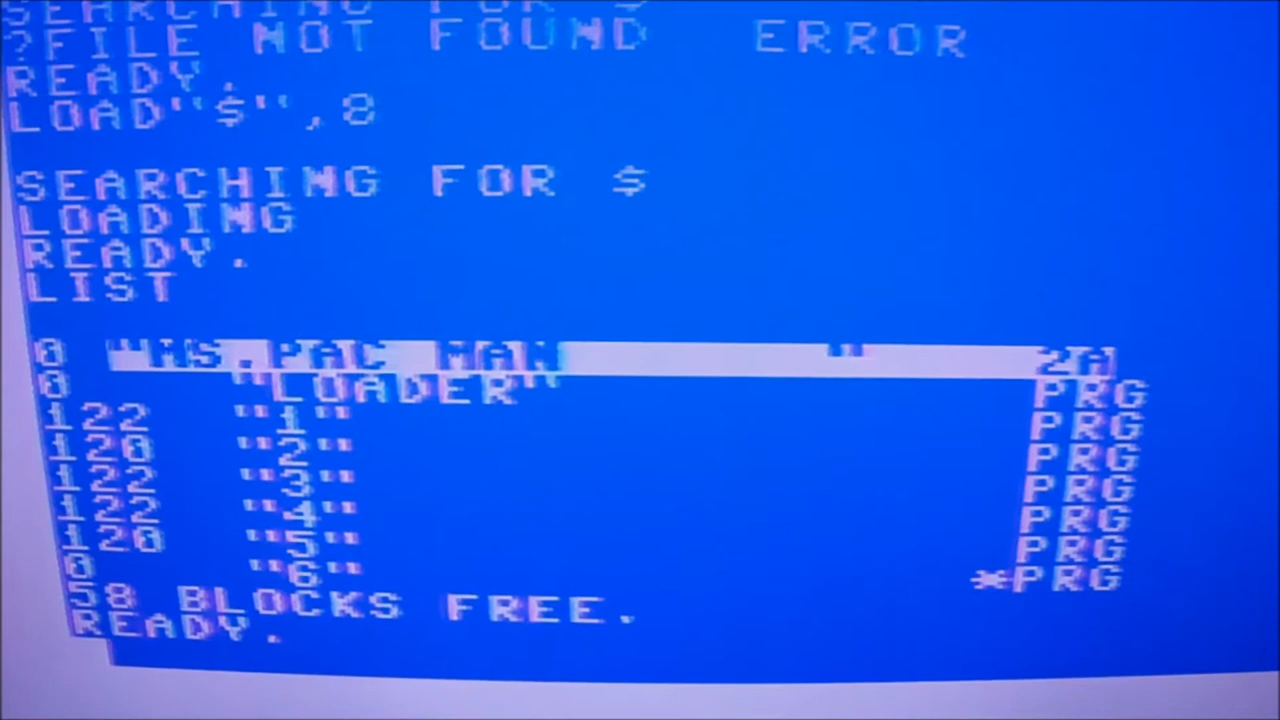 SEARCHING FOR $
?FILE NOT FOUND  ERROR
READY.
LOAD"$",8
SEARCHING FOR $
LOADING
READY.
LIST
0 "MS.PAC MAN " 2A
0 "LOADER" PRG
122 "1" PRG
120 "2" PRG
122 "3" PRG
122 "4" PRG
120 "5" PRG
0 "6" *PRG
58 BLOCKS FREE.
READY.